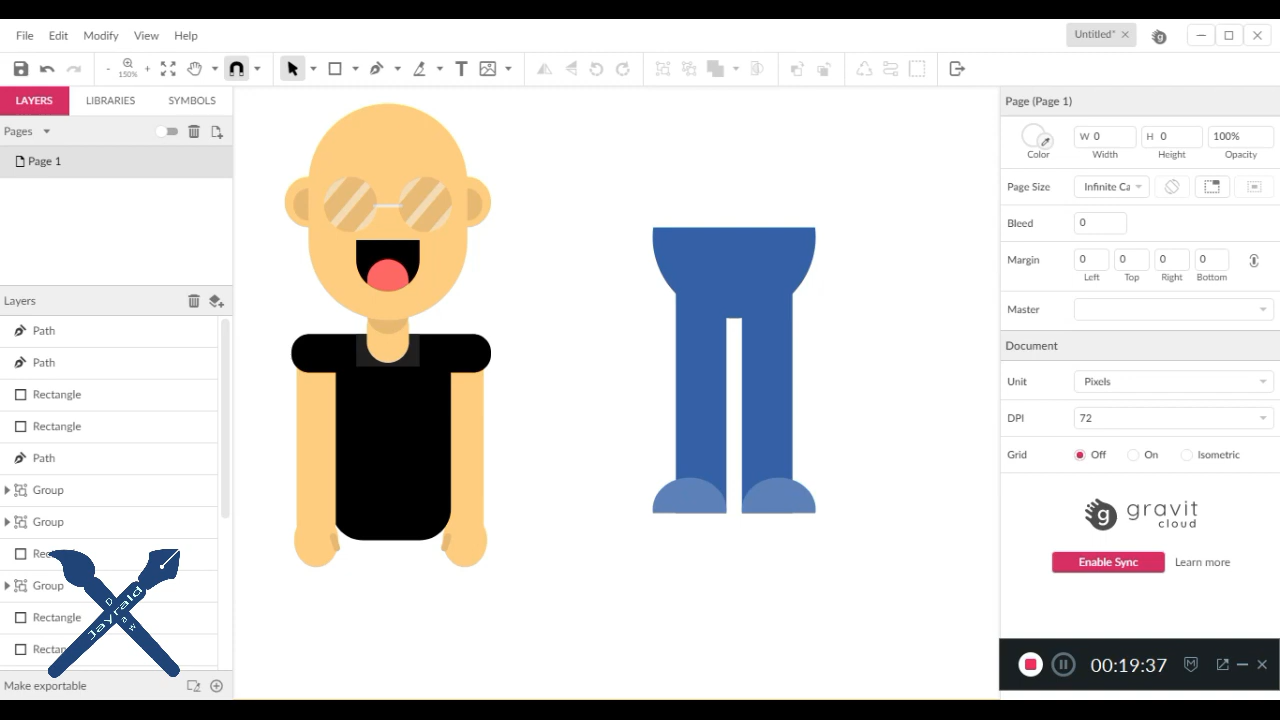 File Edit Modify View Help
Untitled*
150%
LAYERS LIBRARIES SYMBOLS
Pages
Page 1
Layers
Path
Path
Rectangle
Rectangle
Path
Group
Group
Group
Rectangle
Make exportable
Jayrald
Page (Page 1)
W 0 H 0 100%
Color Width Height Opacity
Page Size Infinite Ca
Bleed 0
Margin 0 0 0 0
Left Top Right Bottom
Master
Document
Unit Pixels
DPI 72
Grid Off On Isometric
g gravit
cloud
Enable Sync Learn more
00:19:37